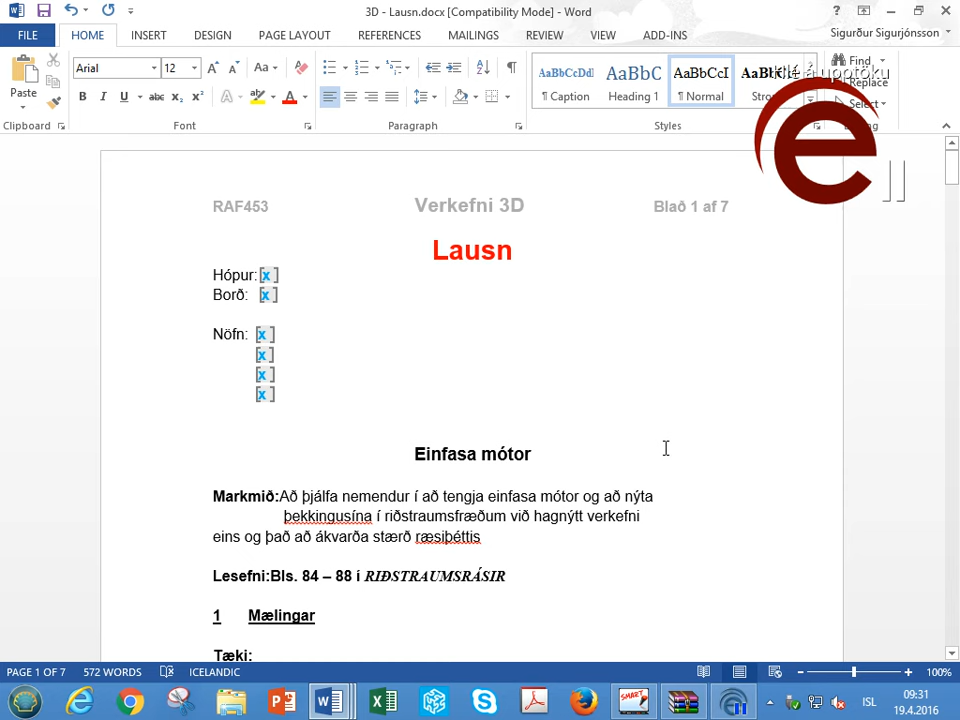 3D - Lausn.docx [Compatibility Mode] - Word
FILE HOME INSERT DESIGN PAGE LAYOUT REFERENCES MAILINGS REVIEW VIEW ADD-INS
Sigurður Sigurjónsson
Paste
Arial 12
AaBbCcDd AaBbC AaBbCcI
¶ Caption Heading 1 ¶ Normal
Find
Replace
Select
Clipboard Font Paragraph Styles
RAF453 Verkefni 3D Blað 1 af 7
Lausn
Hópur: [x ]
Borð: [x ]
Nöfn: [x ]
[x ]
[x ]
[x ]
Einfasa mótor
Markmið:Að þjálfa nemendur í að tengja einfasa mótor og að nýta
þekkingusína í riðstraumsfræðum við hagnýtt verkefni
eins og það að ákvarða stærð ræsiþéttis
Lesefni:Bls. 84 – 88 í RIÐSTRAUMSRÁSIR
1 Mælingar
Tæki:
PAGE 1 OF 7 572 WORDS ICELANDIC 100%
ISL
09:31
19.4.2016